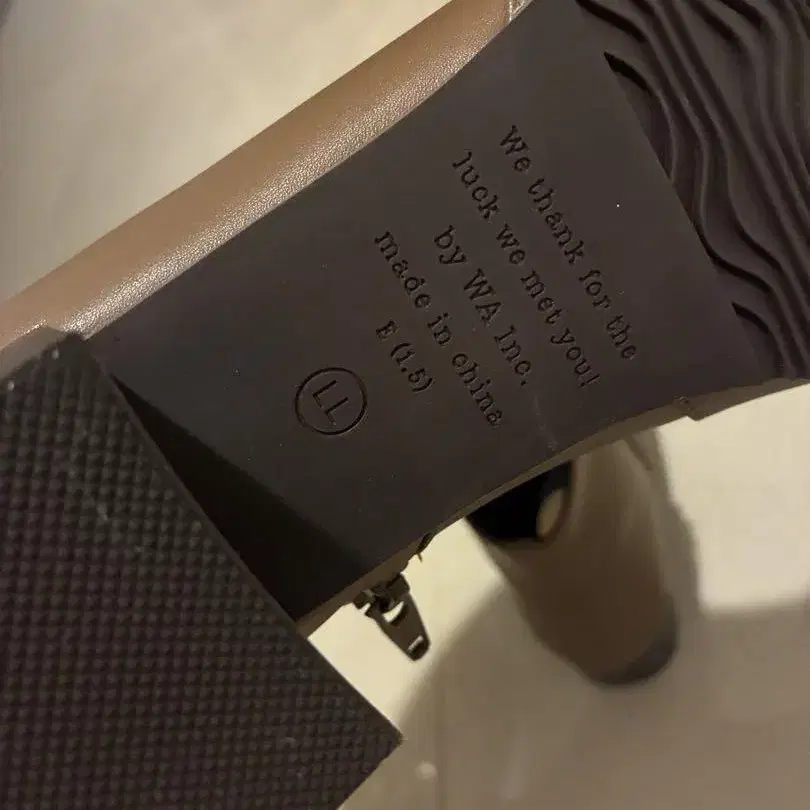 We thank for the
luck we met you!
by WA Inc.
made in china
E (1.5)
LL